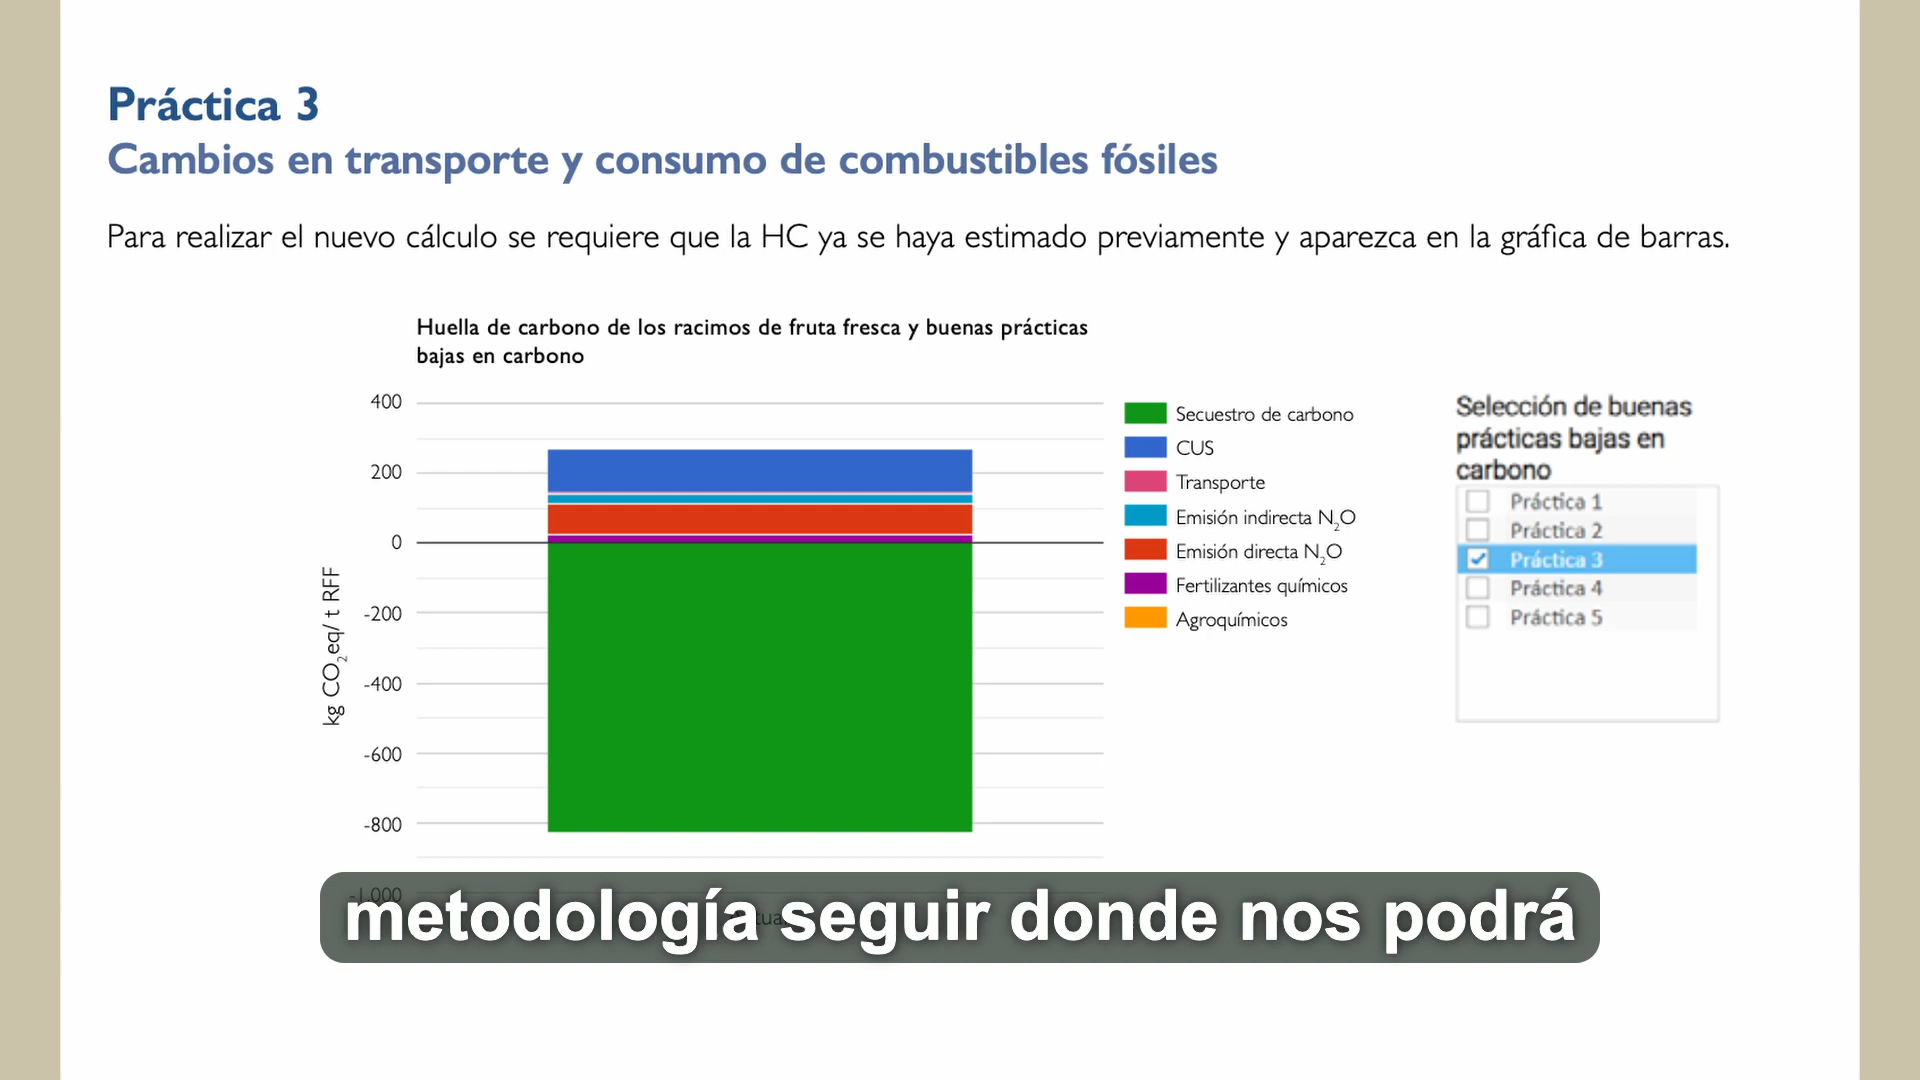 Práctica 3
Cambios en transporte y consumo de combustibles fósiles
Para realizar el nuevo cálculo se requiere que la HC ya se haya estimado previamente y aparezca en la gráfica de barras.
Huella de carbono de los racimos de fruta fresca y buenas prácticas
bajas en carbono
400
200
0
-200
-400
-600
-800
-1.000
kg CO₂eq/ t RFF
Secuestro de carbono
CUS
Transporte
Emisión indirecta N₂O
Emisión directa N₂O
Fertilizantes químicos
Agroquímicos
Selección de buenas
prácticas bajas en
carbono
Práctica 1
Práctica 2
Práctica 3
Práctica 4
Práctica 5
metodología seguir donde nos podrá